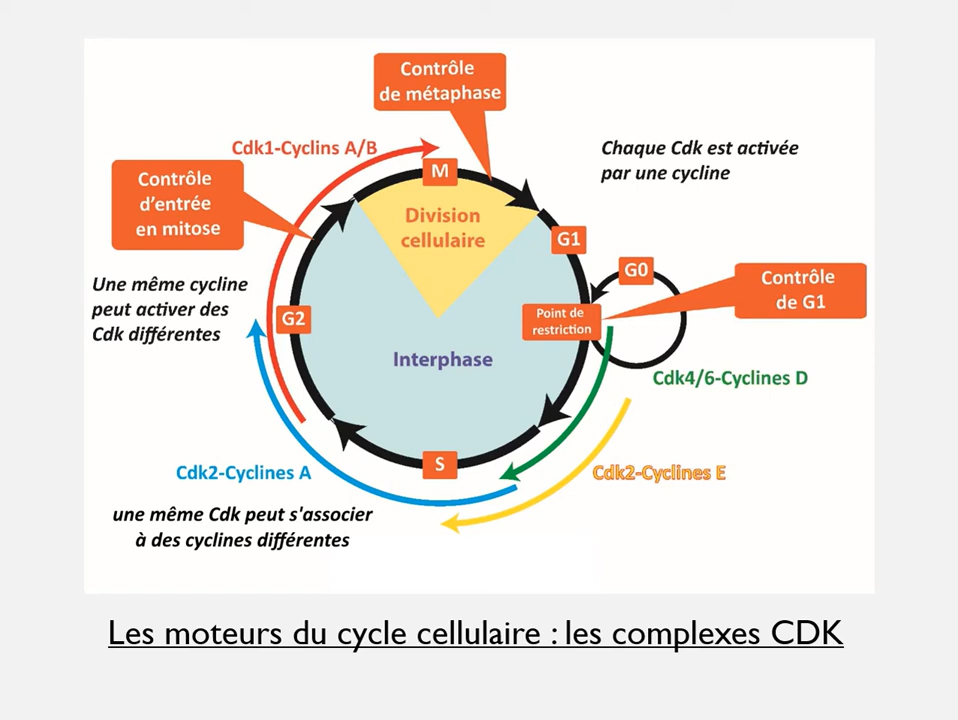 Contrôle
de métaphase
Cdk1-Cyclins A/B
Chaque Cdk est activée
par une cycline
M
Contrôle
d'entrée
en mitose
Division
cellulaire
G1
G0
Contrôle
de G1
Une même cycline
peut activer des
Cdk différentes
G2
Point de
restriction
Interphase
Cdk4/6-Cyclines D
S
Cdk2-Cyclines A
Cdk2-Cyclines E
une même Cdk peut s'associer
à des cyclines différentes
Les moteurs du cycle cellulaire : les complexes CDK